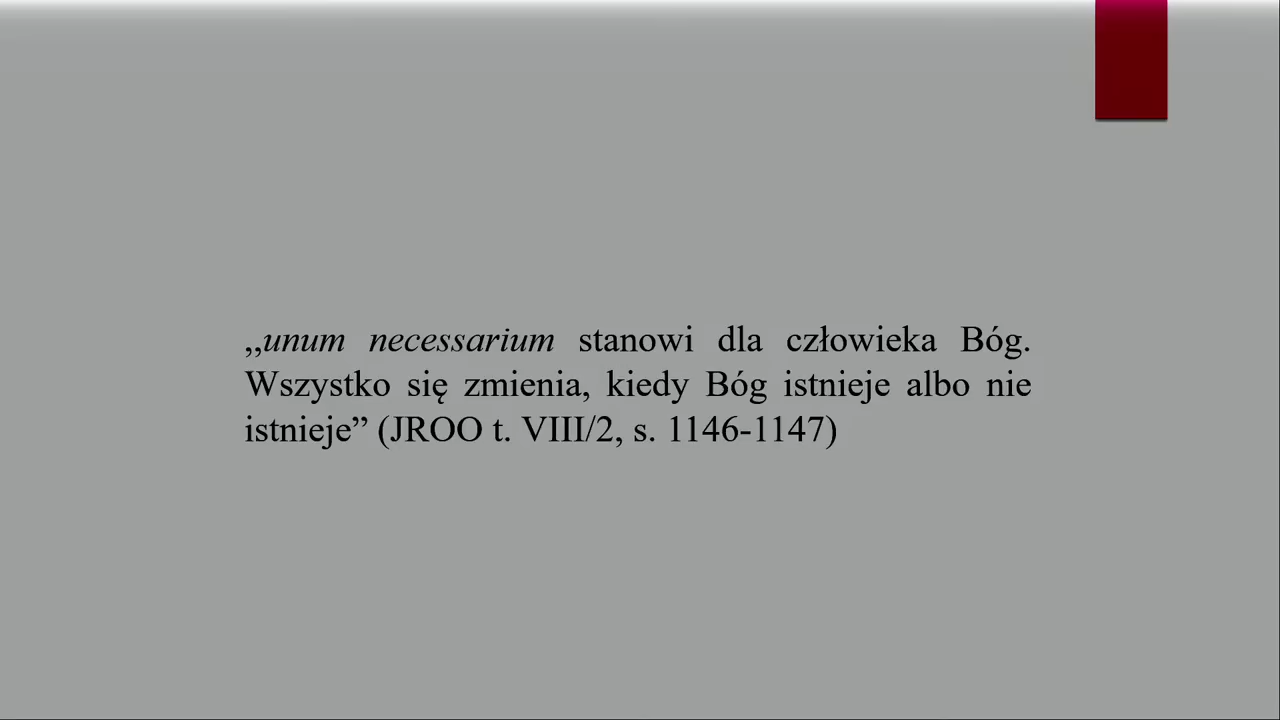 „unum necessarium stanowi dla człowieka Bóg.
Wszystko się zmienia, kiedy Bóg istnieje albo nie
istnieje” (JROO t. VIII/2, s. 1146-1147)